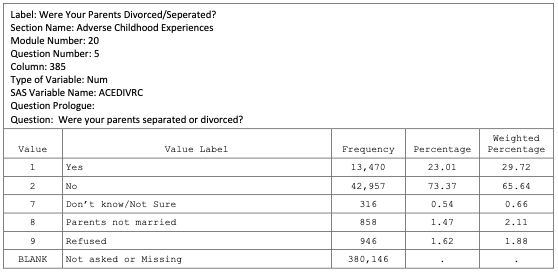 Label: Were Your Parents Divorced/Seperated?
Section Name: Adverse Childhood Experiences
Module Number: 20
Question Number: 5
Column: 385
Type of Variable: Num
SAS Variable Name: ACEDIVRC
Question Prologue:
Question: Were your parents separated or divorced?
Value Value Label Frequency Percentage Weighted Percentage
1 Yes 13,470 23.01 29.72
2 No 42,957 73.37 65.64
7 Don't know/Not Sure 316 0.54 0.66
8 Parents not married 858 1.47 2.11
9 Refused 946 1.62 1.88
BLANK Not asked or Missing 380,146 . .